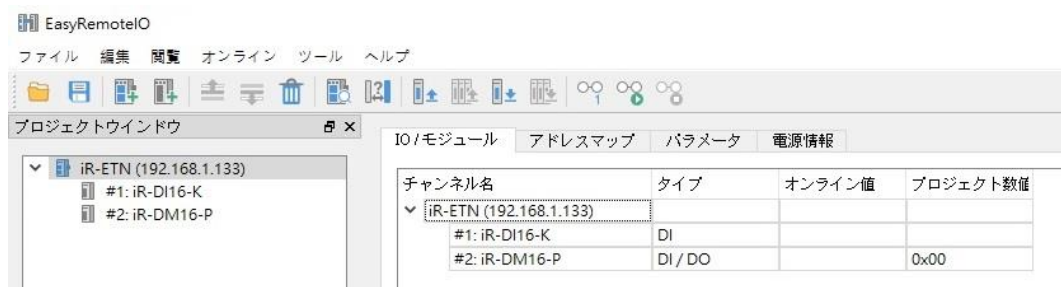 EasyRemoteIO
ファイル 編集 閲覧 オンライン ツール ヘルプ
プロジェクトウインドウ
iR-ETN (192.168.1.133)
#1: iR-DI16-K
#2: iR-DM16-P
IO/モジュール アドレスマップ パラメータ 電源情報
チャンネル名 タイプ オンライン値 プロジェクト数値
iR-ETN (192.168.1.133)
#1: iR-DI16-K DI
#2: iR-DM16-P DI/DO 0x00